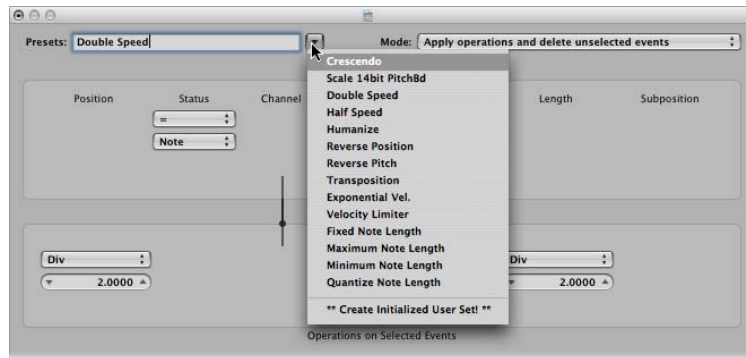 Presets: Double Speed Mode: Apply operations and delete unselected events
Crescendo
Scale 14bit PitchBd
Double Speed
Half Speed
Humanize
Reverse Position
Reverse Pitch
Transposition
Exponential Vel.
Velocity Limiter
Fixed Note Length
Maximum Note Length
Minimum Note Length
Quantize Note Length
** Create Initialized User Set! **
Position Status Channel Length Subposition
=
Note
Div Div
2.0000 2.0000
Operations on Selected Events